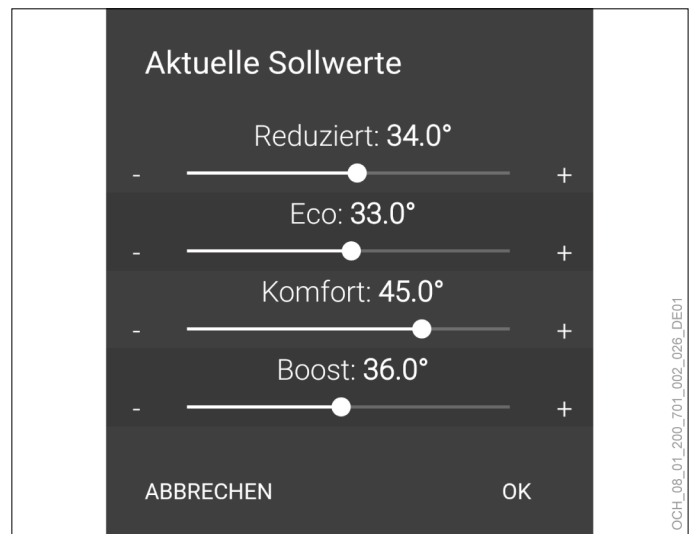 Aktuelle Sollwerte
Reduziert: 34.0°
- +
Eco: 33.0°
- +
Komfort: 45.0°
- +
Boost: 36.0°
- +
ABBRECHEN OK
OCH_08_01_200_701_002_026_DE01